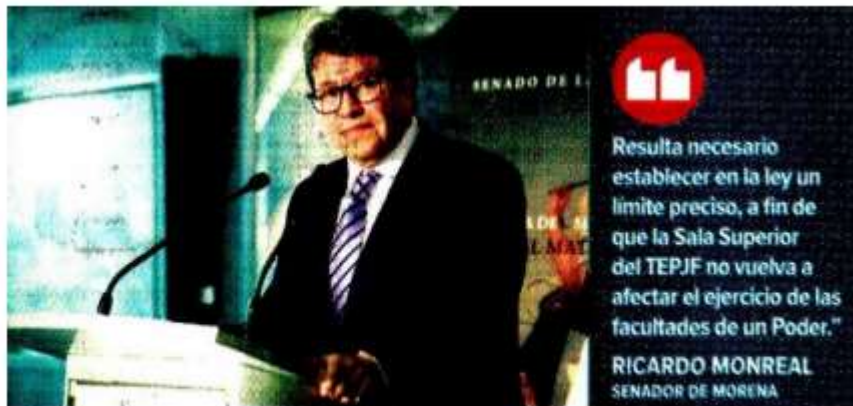 SENADO DE L
Resulta necesario
establecer en la ley un
límite preciso, a fin de
que la Sala Superior
del TEPJF no vuelva a
afectar el ejercicio de las
facultades de un Poder.”
RICARDO MONREAL
SENADOR DE MORENA